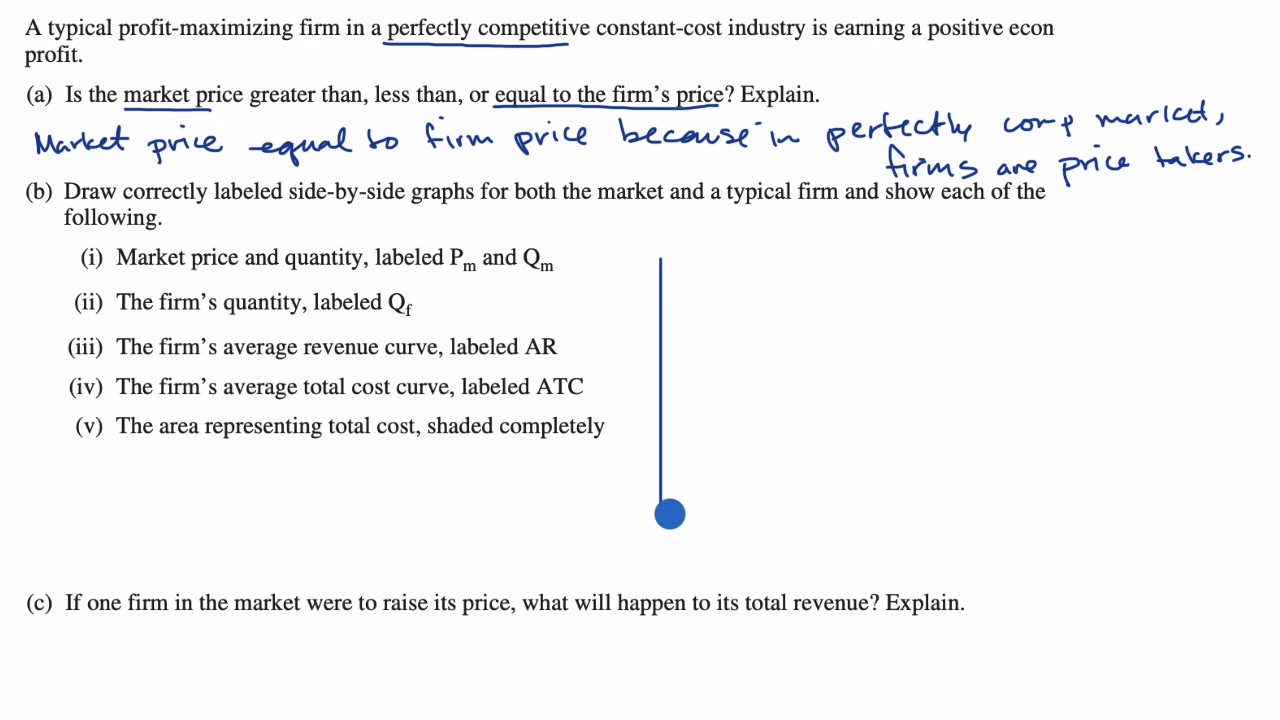 A typical profit-maximizing firm in a perfectly competitive constant-cost industry is earning a positive econ
profit.
(a) Is the market price greater than, less than, or equal to the firm's price? Explain.
Market price equal to firm price because in perfectly comp market,
firms are price takers.
(b) Draw correctly labeled side-by-side graphs for both the market and a typical firm and show each of the
following.
(i) Market price and quantity, labeled Pm and Qm
(ii) The firm's quantity, labeled Qf
(iii) The firm's average revenue curve, labeled AR
(iv) The firm's average total cost curve, labeled ATC
(v) The area representing total cost, shaded completely
(c) If one firm in the market were to raise its price, what will happen to its total revenue? Explain.